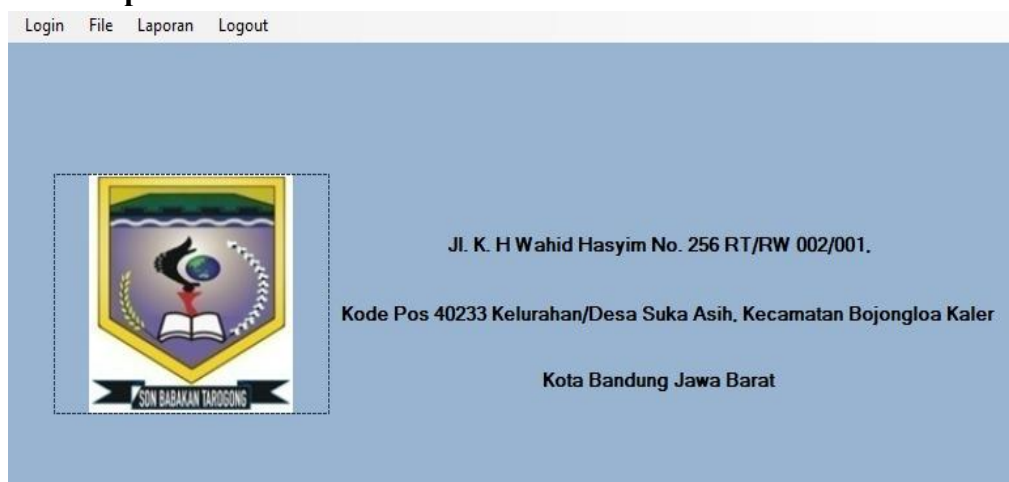 Login File Laporan Logout
Jl. K. H Wahid Hasyim No. 256 RT/RW 002/001,
Kode Pos 40233 Kelurahan/Desa Suka Asih, Kecamatan Bojongloa Kaler
Kota Bandung Jawa Barat
SDN BABAKAN TAROGONG